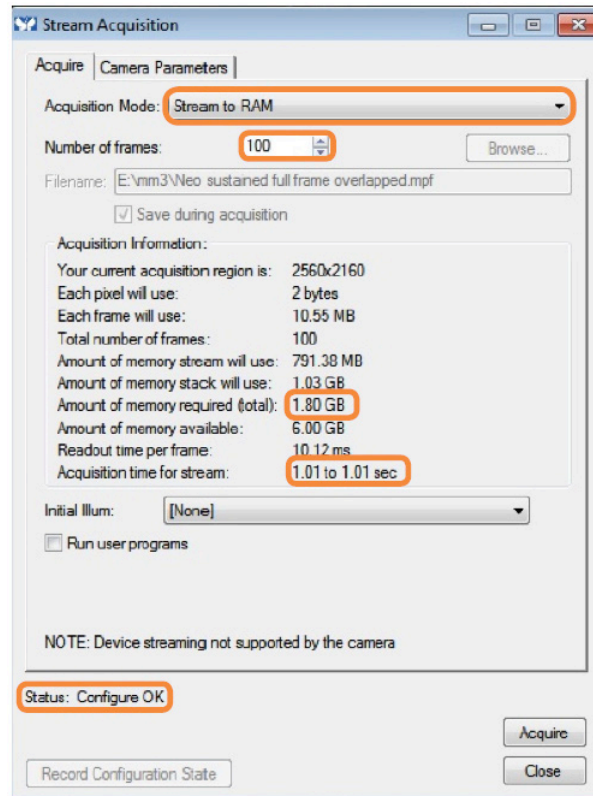 Stream Acquisition
Acquire Camera Parameters
Acquisition Mode: Stream to RAM
Number of frames: 100 Browse...
Filename: E:\mm3\Neo sustained full frame overlapped.mpf
Save during acquisition
Acquisition Information:
Your current acquisition region is: 2560x2160
Each pixel will use: 2 bytes
Each frame will use: 10.55 MB
Total number of frames: 100
Amount of memory stream will use: 791.38 MB
Amount of memory stack will use: 1.03 GB
Amount of memory required (total): 1.80 GB
Amount of memory available: 6.00 GB
Readout time per frame: 10.12 ms
Acquisition time for stream: 1.01 to 1.01 sec
Initial Illum: [None]
Run user programs
NOTE: Device streaming not supported by the camera
Status: Configure OK
Acquire
Record Configuration State Close